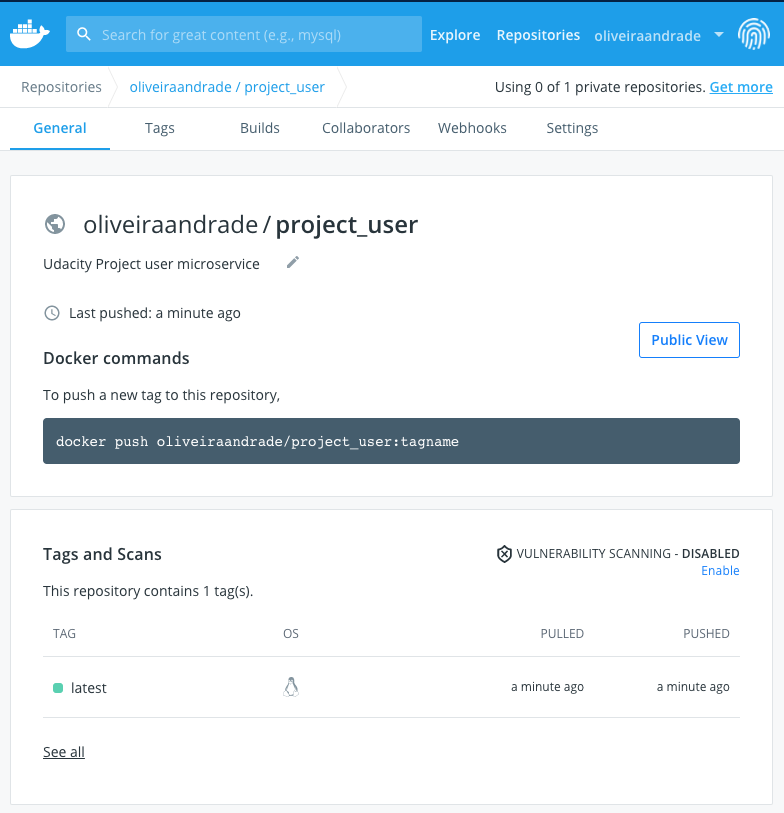 Search for great content (e.g., mysql) Explore Repositories oliveiraandrade
Repositories oliveiraandrade / project_user Using 0 of 1 private repositories. Get more
General Tags Builds Collaborators Webhooks Settings
oliveiraandrade / project_user
Udacity Project user microservice
Last pushed: a minute ago
Public View
Docker commands
To push a new tag to this repository,
docker push oliveiraandrade/project_user:tagname
Tags and Scans VULNERABILITY SCANNING - DISABLED
Enable
This repository contains 1 tag(s).
TAG OS PULLED PUSHED
latest a minute ago a minute ago
See all